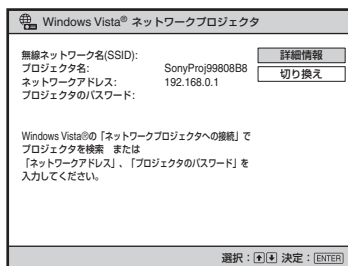 Windows Vista® ネットワークプロジェクタ
無線ネットワーク名(SSID):
プロジェクタ名: SonyProj99808B8
ネットワークアドレス: 192.168.0.1
プロジェクタのパスワード:
詳細情報
切り換え
Windows Vista®の「ネットワークプロジェクタへの接続」で
プロジェクタを検索 または
「ネットワークアドレス」、「プロジェクタのパスワード」を
入力してください。
選択：↑↓ 決定：ENTER